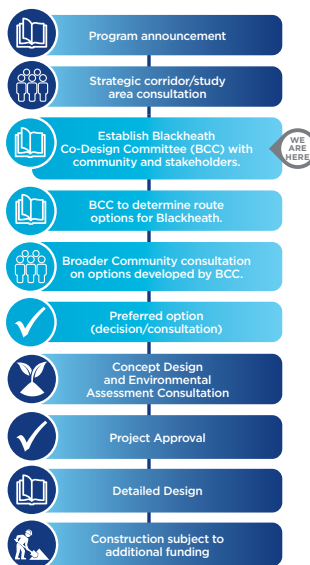 Program announcement
Strategic corridor/study
area consultation
Establish Blackheath
Co-Design Committee (BCC) with
community and stakeholders.
WE
ARE
HERE
BCC to determine route
options for Blackheath.
Broader Community consultation
on options developed by BCC.
Preferred option
(decision/consultation)
Concept Design
and Environmental
Assessment Consultation
Project Approval
Detailed Design
Construction subject to
additional funding